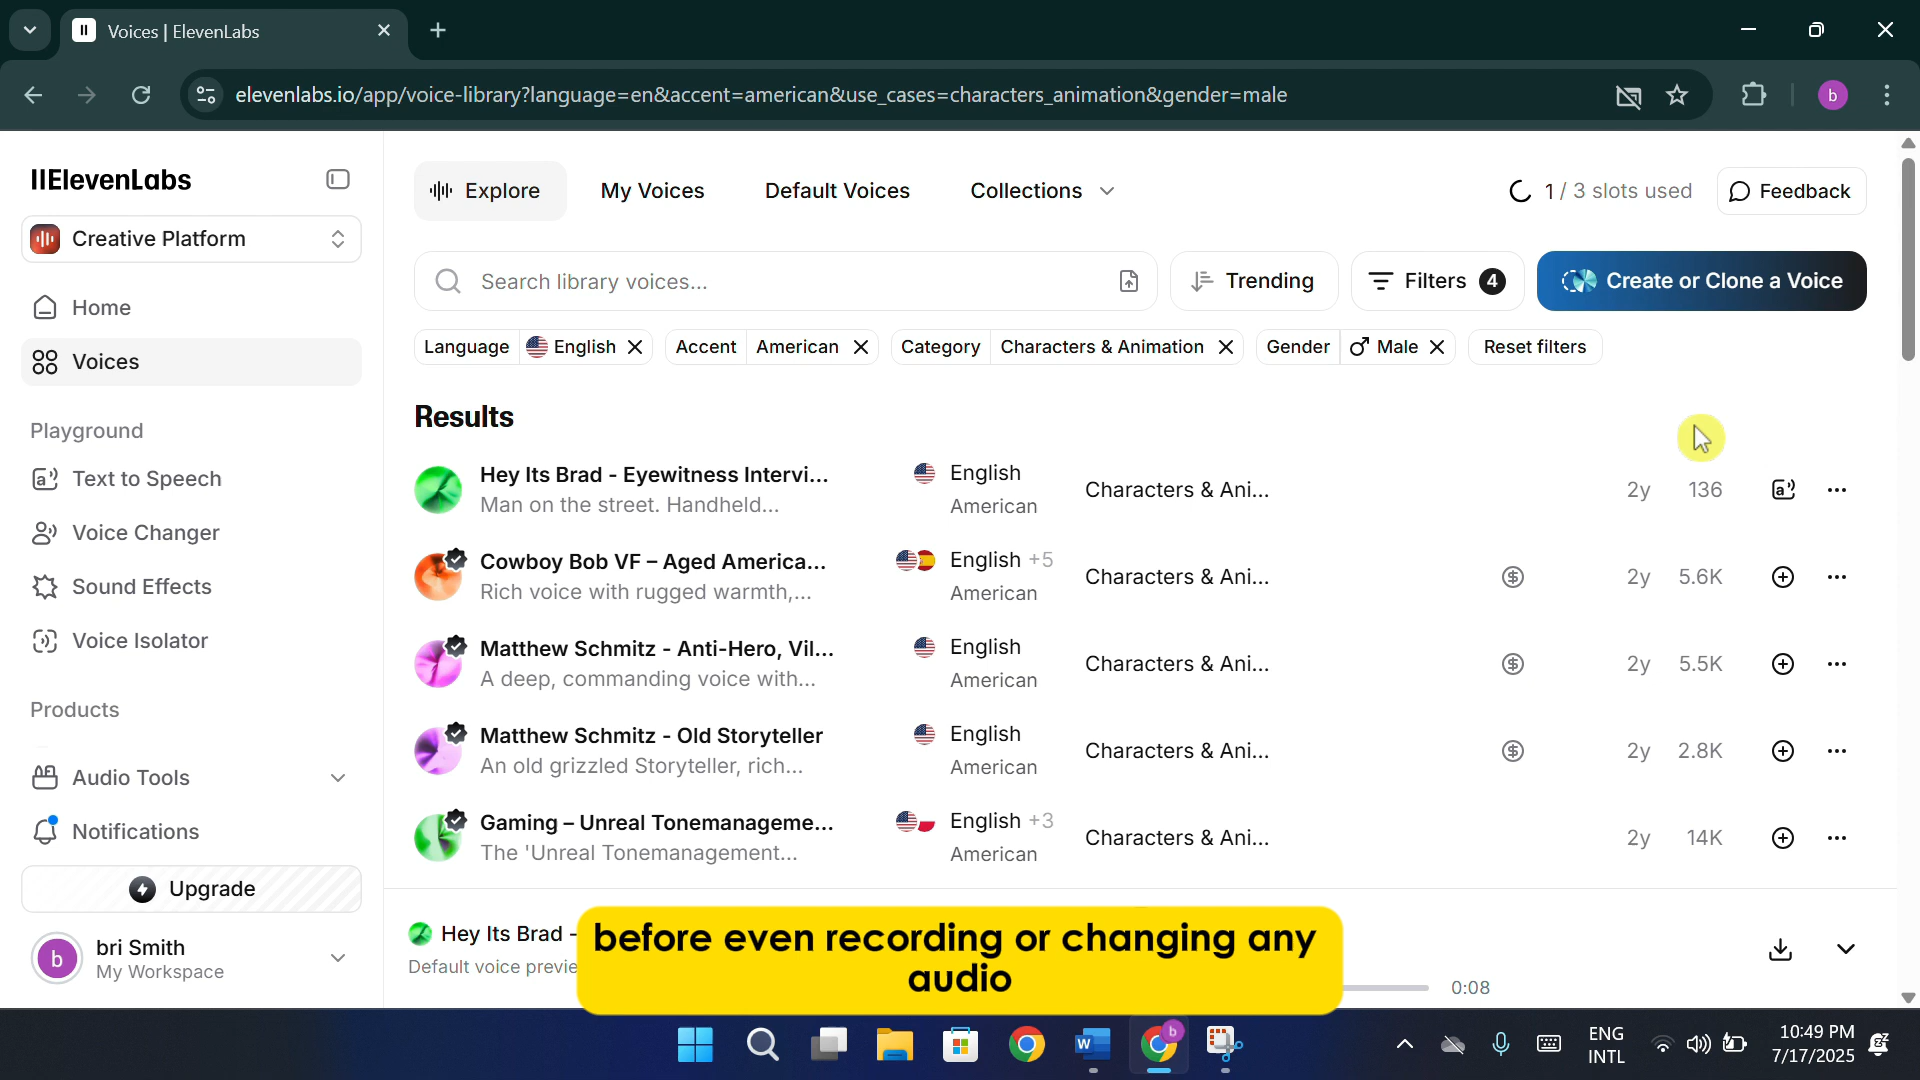 Voices | ElevenLabs
elevenlabs.io/app/voice-library?language=en&accent=american&use_cases=characters_animation&gender=male
b
IIElevenLabs
Creative Platform
Home
Voices
Playground
Text to Speech
Voice Changer
Sound Effects
Voice Isolator
Products
Audio Tools
Notifications
Upgrade
b
bri Smith
My Workspace
Explore
My Voices
Default Voices
Collections
1 / 3 slots used
Feedback
Search library voices...
Trending
Filters 4
Create or Clone a Voice
Language English
Accent American
Category Characters & Animation
Gender Male
Reset filters
Results
Hey Its Brad - Eyewitness Intervi...
Man on the street. Handheld...
English
American
Characters & Ani...
2y 136
Cowboy Bob VF – Aged America...
Rich voice with rugged warmth,...
English +5
American
Characters & Ani...
2y 5.6K
Matthew Schmitz - Anti-Hero, Vil...
A deep, commanding voice with...
English
American
Characters & Ani...
2y 5.5K
Matthew Schmitz - Old Storyteller
An old grizzled Storyteller, rich...
English
American
Characters & Ani...
2y 2.8K
Gaming – Unreal Tonemanageme...
The 'Unreal Tonemanagement...
English +3
American
Characters & Ani...
2y 14K
Hey Its Brad -
Default voice previe
0:08
before even recording or changing any
audio
W
b
ENG
INTL
10:49 PM
7/17/2025